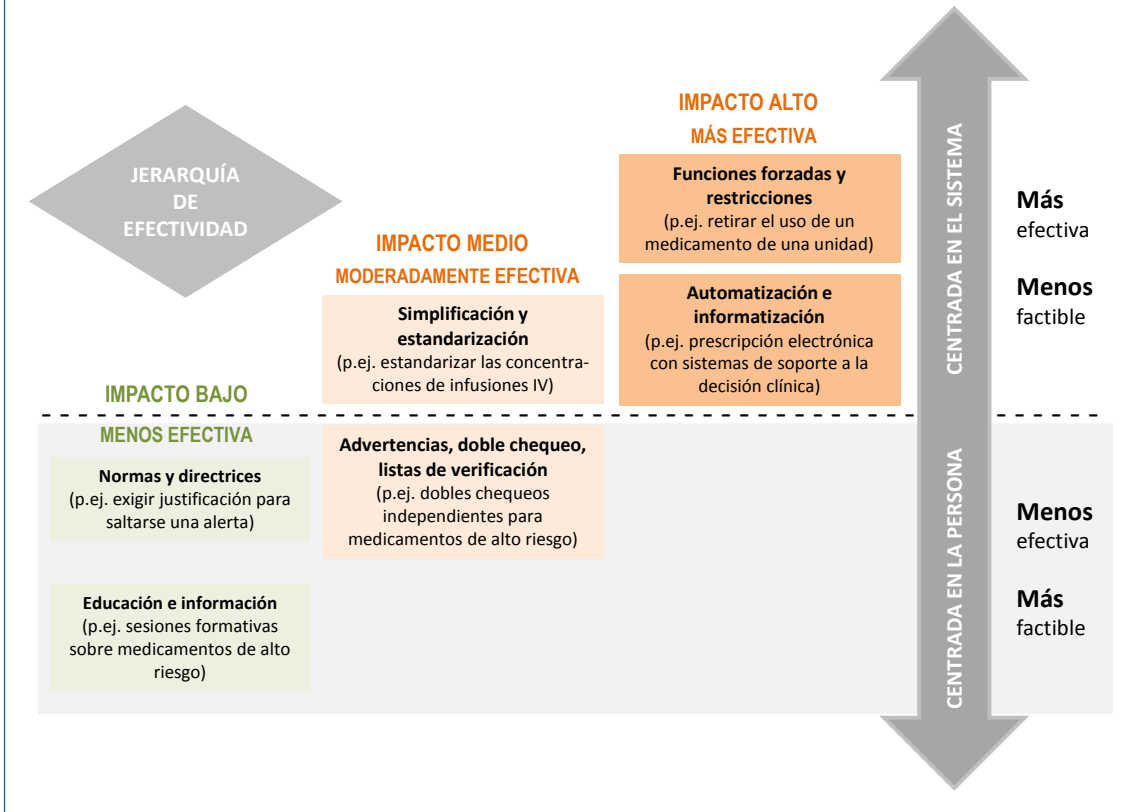 JERARQUÍA
DE
EFECTIVIDAD
IMPACTO BAJO
MENOS EFECTIVA
Normas y directrices
(p.ej. exigir justificación para
saltarse una alerta)
Educación e información
(p.ej. sesiones formativas
sobre medicamentos de alto
riesgo)
IMPACTO MEDIO
MODERADAMENTE EFECTIVA
Simplificación y
estandarización
(p.ej. estandarizar las concentra-
ciones de infusiones IV)
Advertencias, doble chequeo,
listas de verificación
(p.ej. dobles chequeos
independientes para
medicamentos de alto riesgo)
IMPACTO ALTO
MÁS EFECTIVA
Funciones forzadas y
restricciones
(p.ej. retirar el uso de un
medicamento de una unidad)
Automatización e
informatización
(p.ej. prescripción electrónica
con sistemas de soporte a la
decisión clínica)
CENTRADA EN EL SISTEMA
CENTRADA EN LA PERSONA
Más
efectiva
Menos
factible
Menos
efectiva
Más
factible